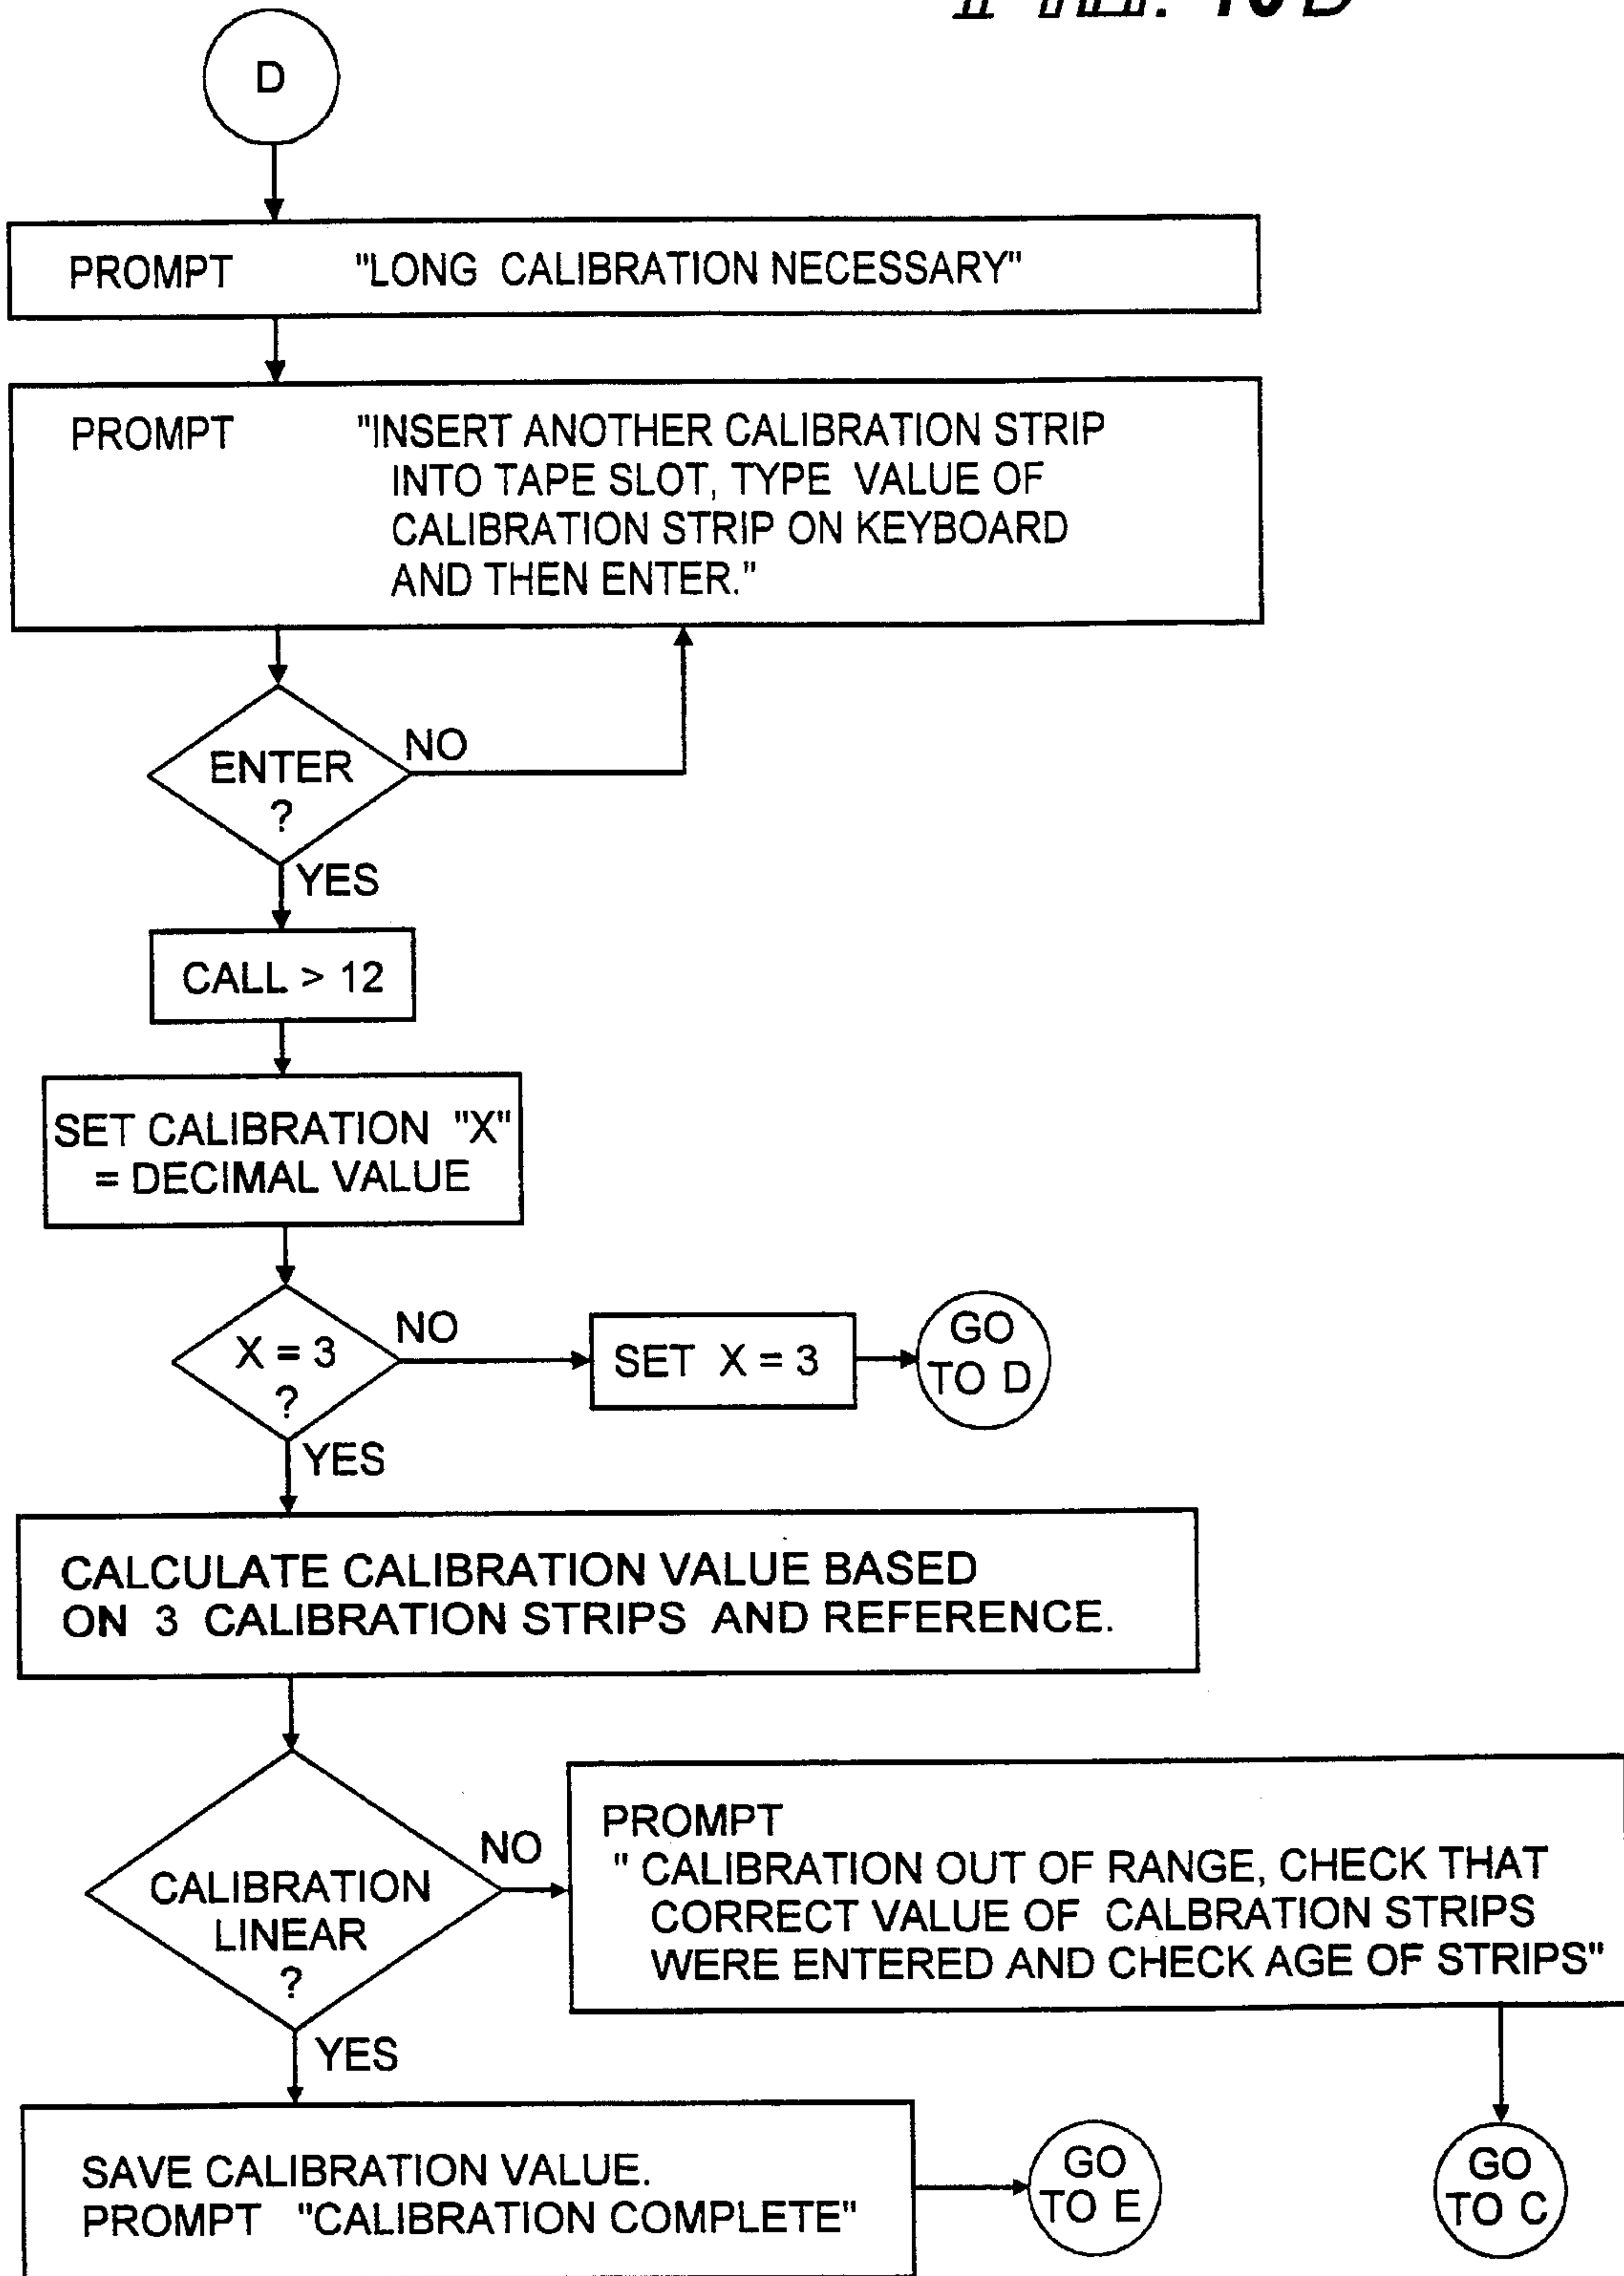 D
PROMPT "LONG CALIBRATION NECESSARY"
PROMPT "INSERT ANOTHER CALIBRATION STRIP
INTO TAPE SLOT, TYPE VALUE OF
CALIBRATION STRIP ON KEYBOARD
AND THEN ENTER."
ENTER
?
NO
YES
CALL > 12
SET CALIBRATION "X"
= DECIMAL VALUE
X = 3
?
NO
SET X = 3
GO
TO D
YES
CALCULATE CALIBRATION VALUE BASED
ON 3 CALIBRATION STRIPS AND REFERENCE.
CALIBRATION
LINEAR
?
NO
PROMPT
" CALIBRATION OUT OF RANGE, CHECK THAT
CORRECT VALUE OF CALBRATION STRIPS
WERE ENTERED AND CHECK AGE OF STRIPS"
YES
SAVE CALIBRATION VALUE.
PROMPT "CALIBRATION COMPLETE"
GO
TO E
GO
TO C